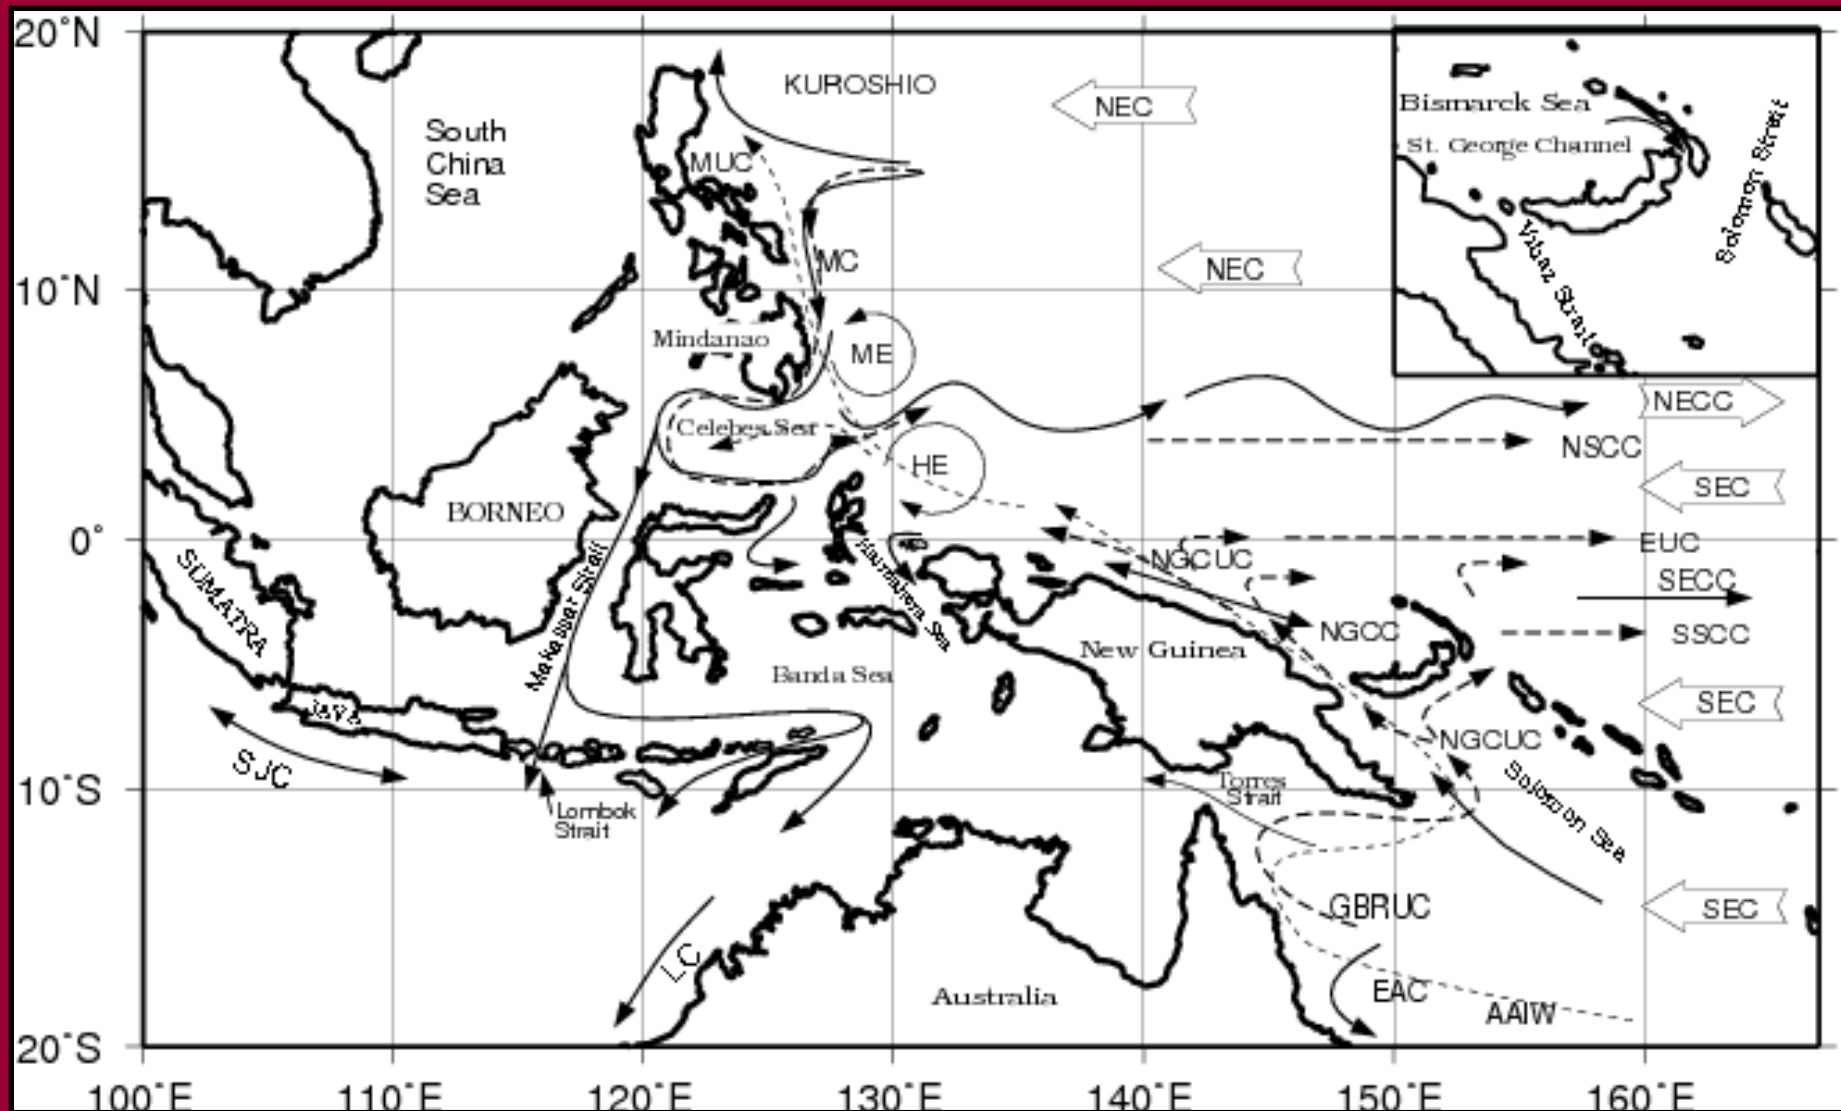 20°N
KUROSHIO
NEC
Bismarck Sea
South
China
Sea
St. George Channel
MUC
Solomon Strait
MC
NEC
10°N
Vitiaz Strait
Mindanao
ME
NECC
Celebes Sea
NSCC
HE
SEC
BORNEO
0°
EUC
NGCUC
SUMATRA
Makassar Strait
Halmahera Sea
SECC
NGCC
SSCC
New Guinea
Banda Sea
JAVA
SEC
NGCUC
SJC
Torres
Strait
10°S
Solomon Sea
Lombok
Strait
GBRUC
SEC
LC
EAC
Australia
AAIW
20°S
100°E
110°E
120°E
130°E
140°E
150°E
160°E